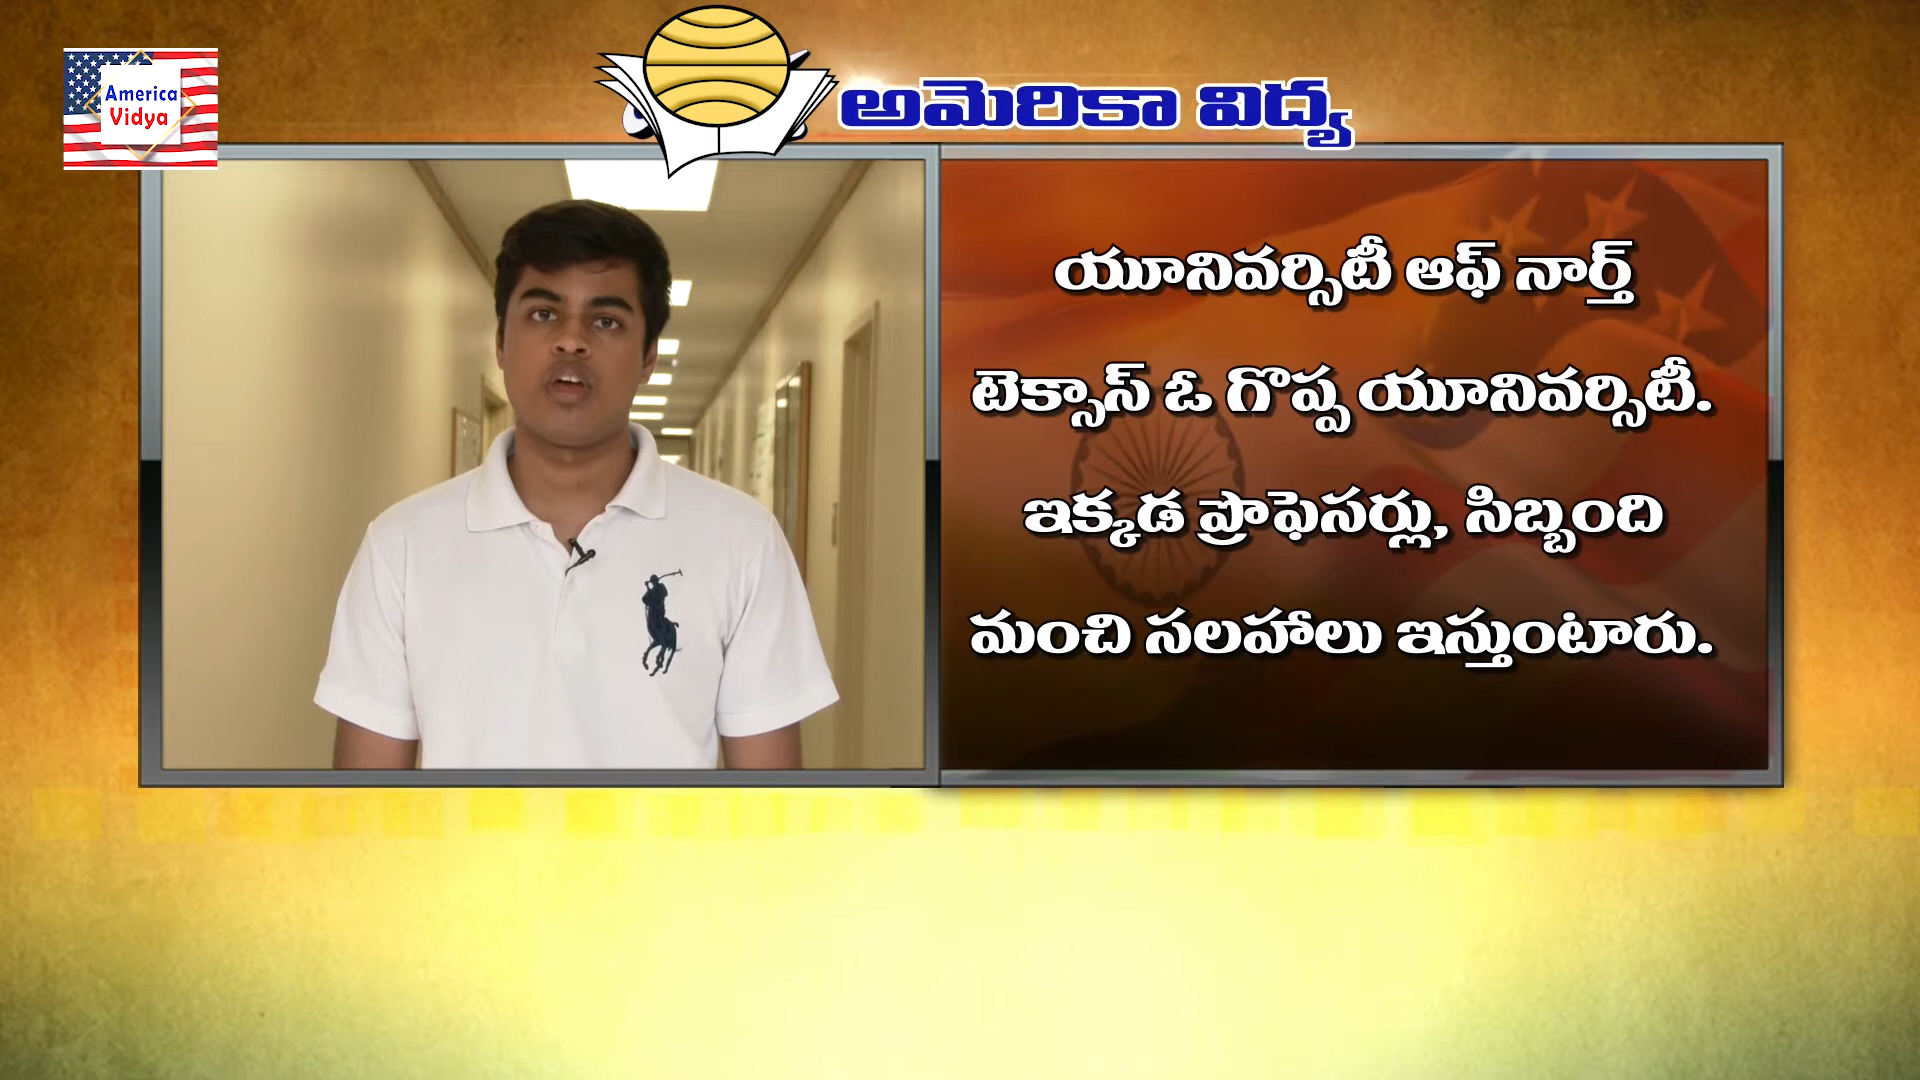 America
Vidya
అమెరికా విద్య
యూనివర్సిటీ ఆఫ్ నార్త్
టెక్సాస్ ఓ గొప్ప యూనివర్సిటీ.
ఇక్కడ ప్రొఫెసర్లు, సిబ్బంది
మంచి సలహాలు ఇస్తుంటారు.